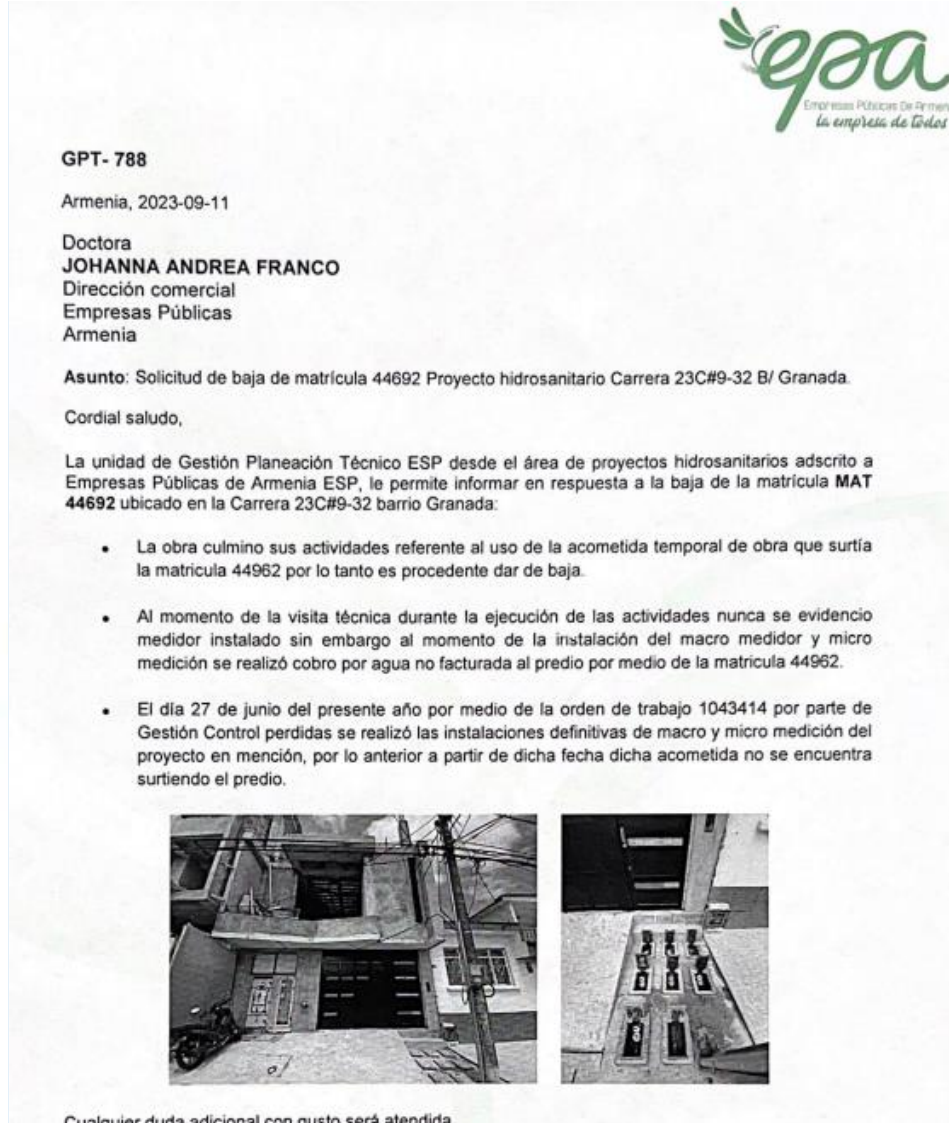 epa
Empresas Públicas De Armen
la empresa de todos
GPT- 788
Armenia, 2023-09-11
Doctora
JOHANNA ANDREA FRANCO
Dirección comercial
Empresas Públicas
Armenia
Asunto: Solicitud de baja de matrícula 44692 Proyecto hidrosanitario Carrera 23C#9-32 B/ Granada.
Cordial saludo,
La unidad de Gestión Planeación Técnico ESP desde el área de proyectos hidrosanitarios adscrito a
Empresas Públicas de Armenia ESP, le permite informar en respuesta a la baja de la matrícula MAT
44692 ubicado en la Carrera 23C#9-32 barrio Granada:
• La obra culmino sus actividades referente al uso de la acometida temporal de obra que surtía
la matricula 44962 por lo tanto es procedente dar de baja.
• Al momento de la visita técnica durante la ejecución de las actividades nunca se evidencio
medidor instalado sin embargo al momento de la instalación del macro medidor y micro
medición se realizó cobro por agua no facturada al predio por medio de la matricula 44962.
• El día 27 de junio del presente año por medio de la orden de trabajo 1043414 por parte de
Gestión Control perdidas se realizó las instalaciones definitivas de macro y micro medición del
proyecto en mención, por lo anterior a partir de dicha fecha dicha acometida no se encuentra
surtiendo el predio.
Cualquier duda adicional con gusto será atendida